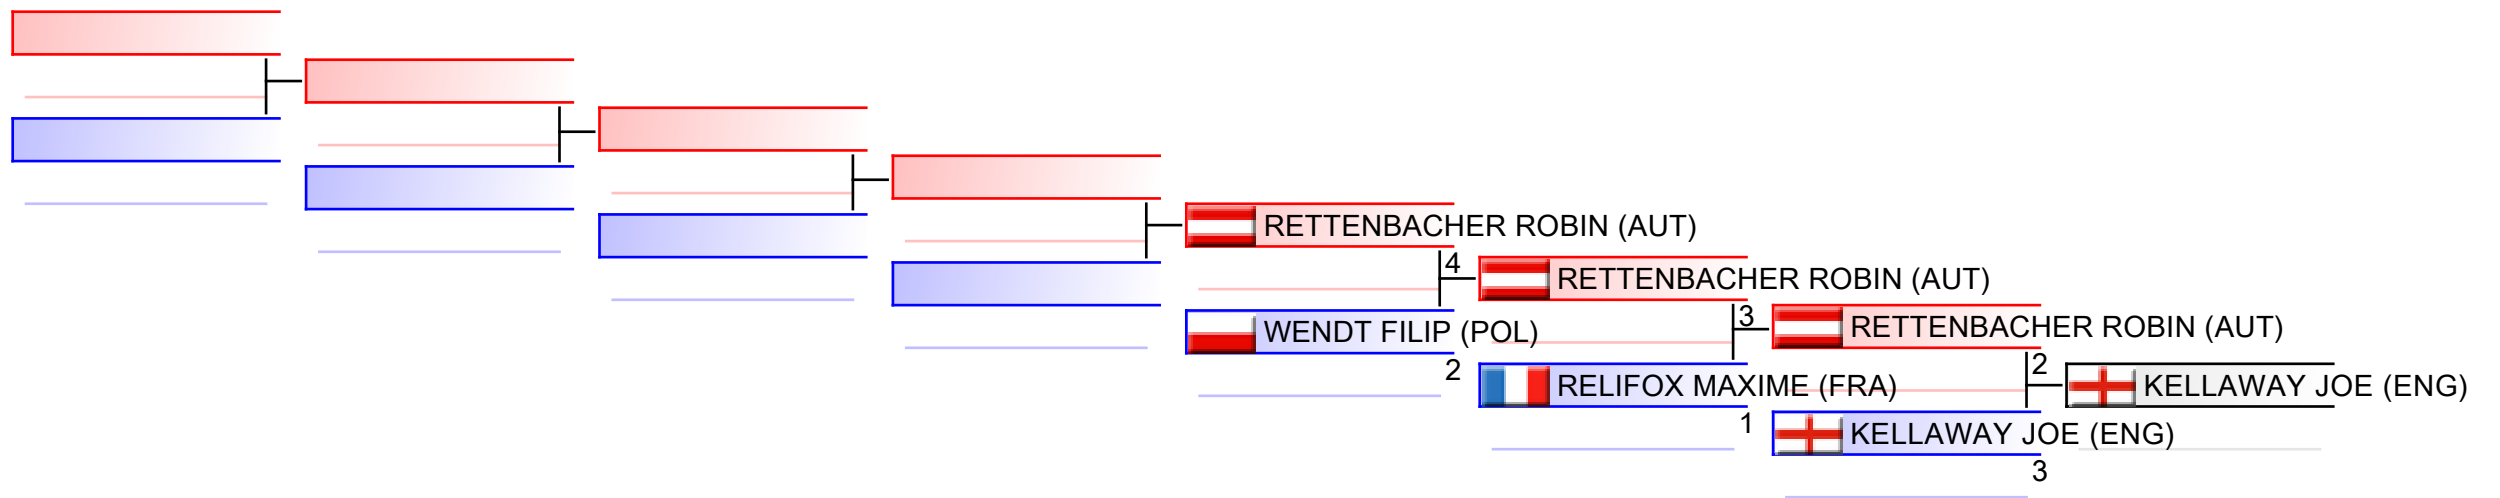 RETTENBACHER ROBIN (AUT)
4
RETTENBACHER ROBIN (AUT)
WENDT FILIP (POL)
2
3
RETTENBACHER ROBIN (AUT)
RELIFOX MAXIME (FRA)
1
2
KELLAWAY JOE (ENG)
KELLAWAY JOE (ENG)
3